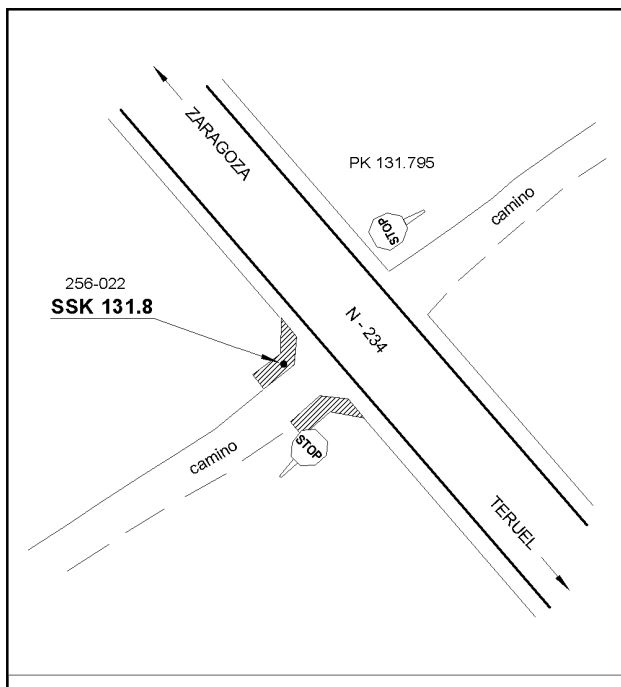 ZARAGOZA
PK 131.795
STOP
camino
256-022
SSK 131.8
N - 234
camino
STOP
TERUEL